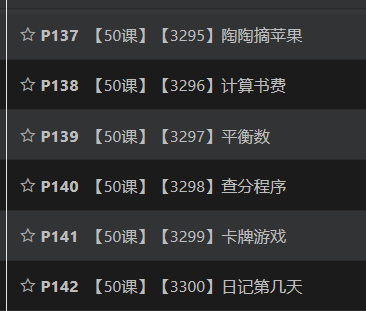 P137 【50课】【3295】陶陶摘苹果
P138 【50课】【3296】计算书费
P139 【50课】【3297】平衡数
P140 【50课】【3298】查分程序
P141 【50课】【3299】卡牌游戏
P142 【50课】【3300】日记第几天